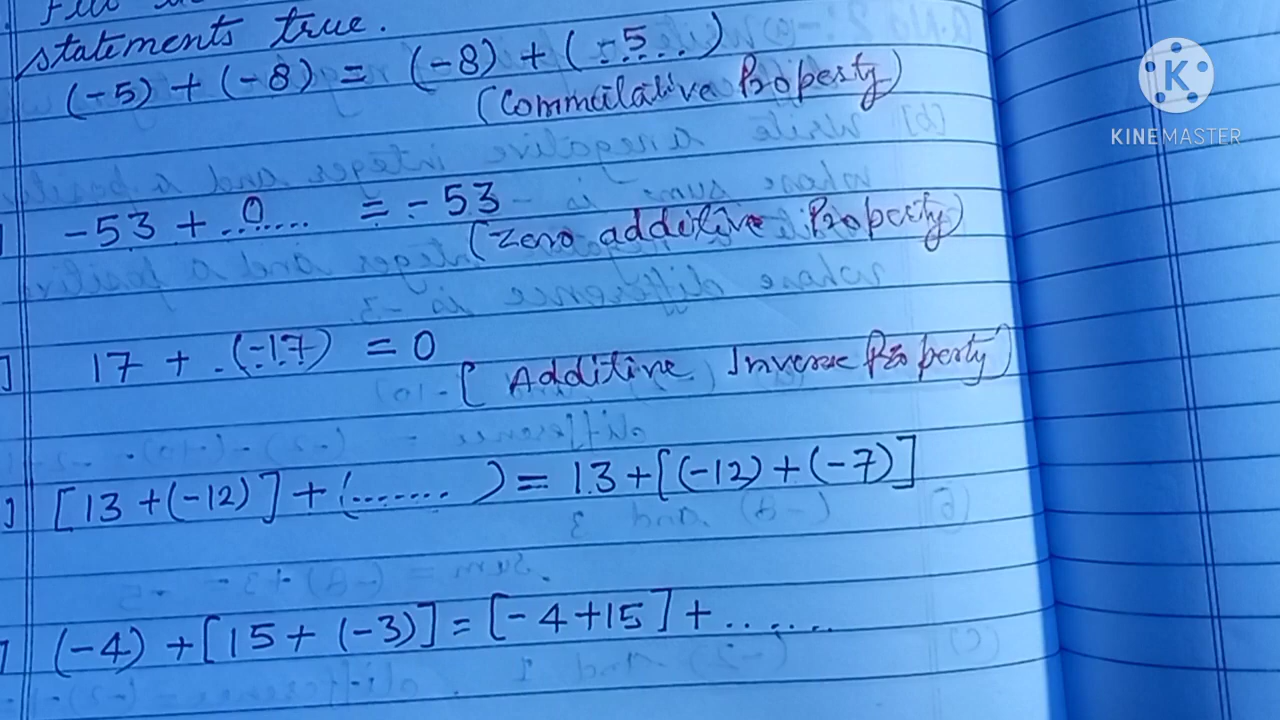 statements true.
(-5) + (-8) = (-8) + (..-5...)
(Commulative Property)
-53 + ..0..... = -53
(Zero additive Property)
17 + .(-17) = 0
[Additive Inverse Property)
[13 + (-12)] + (.......) = 13 + [(-12) + (-7)]
(-4) + [15 + (-3)] = [-4 + 15] + .......
KINEMASTER